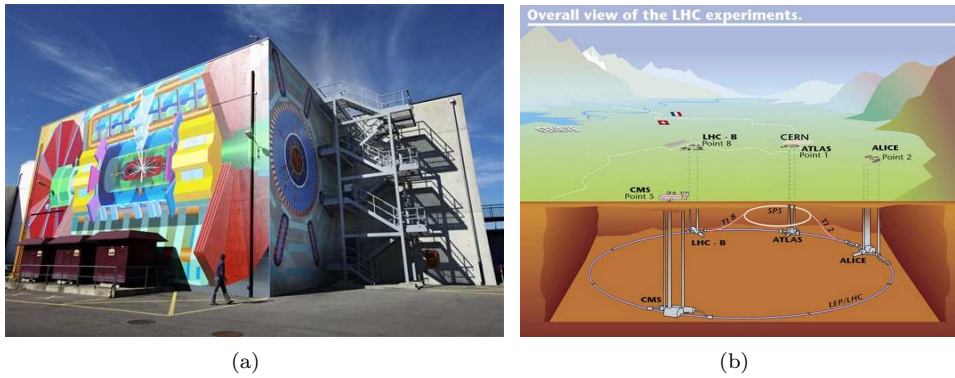 Overall view of the LHC experiments.
LHC - B
Point 8
CERN
ATLAS
Point 1
ALICE
Point 2
CMS
Point 5
TI 8
SPS
TI 2
LHC - B
ATLAS
ALICE
CMS
LEP/LHC
(a)
(b)